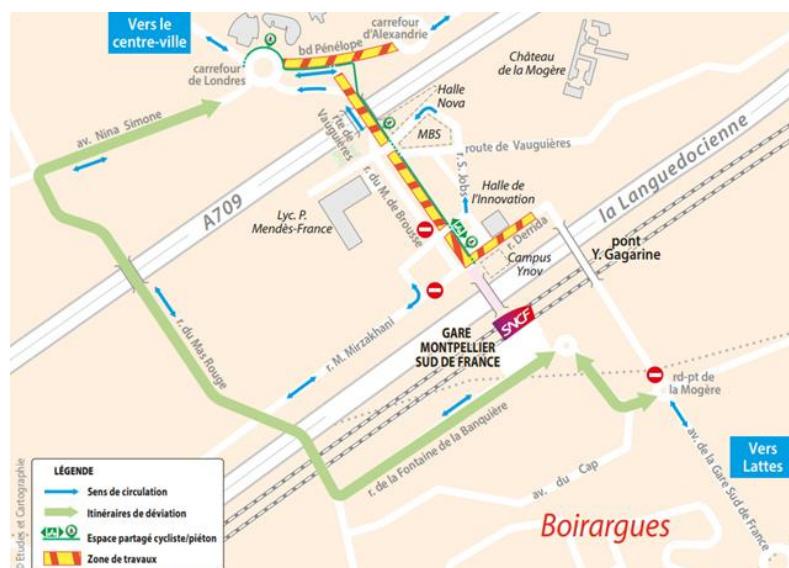 Vers le
centre-ville
carrefour
d'Alexandrie
bd Pénélope
carrefour
de Londres
Château
de la Mogère
Halle
Nova
av. Nina Simone
rte de
Vauguières
MBS
route de Vauguières
la Languedocienne
A709
r. du M. de Brousse
r. S. Jobs
Halle de
l'Innovation
Lyc. P.
Mendès-France
r. Derrida
pont
Y. Gagarine
Campus
Ynov
r. du Mas Rouge
r. M. Mirzakhani
SNCF
GARE
MONTPELLIER
SUD DE FRANCE
rd-pt de
la Mogère
r. de la Fontaine de la Banquière
av. de la Gare Sud de France
Vers
Lattes
av. du Cap
Boirargues
LÉGENDE
Sens de circulation
Itinéraires de déviation
Espace partagé cycliste/piéton
Zone de travaux
© Etudes et Cartographie